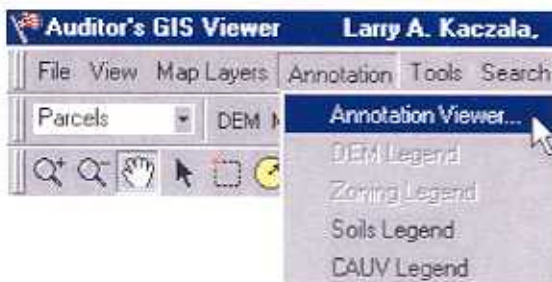 Auditor's GIS Viewer Larry A. Kaczala,
File View Map Layers Annotation Tools Search
Parcels DEM
Annotation Viewer...
DEM Legend
Zoning Legend
Soils Legend
CAUV Legend